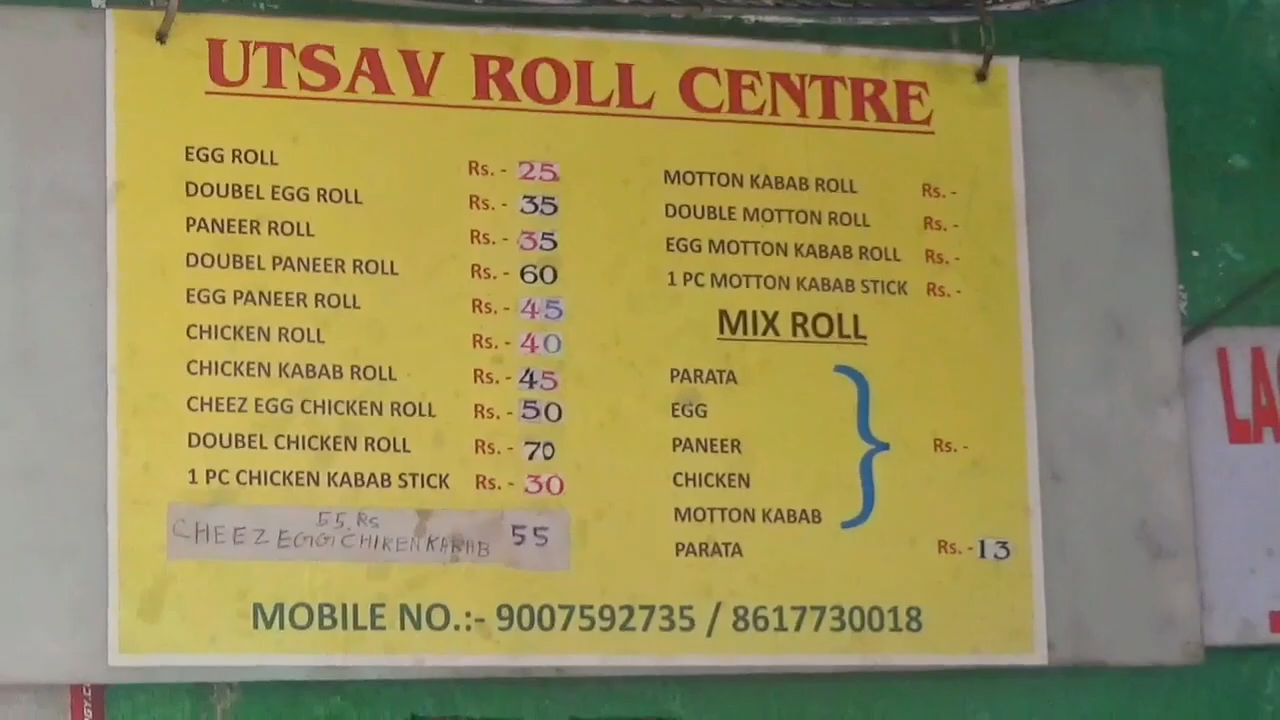 UTSAV ROLL CENTRE
EGG ROLL Rs. - 25
DOUBEL EGG ROLL Rs. - 35
PANEER ROLL Rs. - 35
DOUBEL PANEER ROLL Rs. - 60
EGG PANEER ROLL Rs. - 45
CHICKEN ROLL Rs. - 40
CHICKEN KABAB ROLL Rs. - 45
CHEEZ EGG CHICKEN ROLL Rs. - 50
DOUBEL CHICKEN ROLL Rs. - 70
1 PC CHICKEN KABAB STICK Rs. - 30
55 Rs
CHEEZ EGG CHIKEN KABAB 55
MOTTON KABAB ROLL Rs. -
DOUBLE MOTTON ROLL Rs. -
EGG MOTTON KABAB ROLL Rs. -
1 PC MOTTON KABAB STICK Rs. -
MIX ROLL
PARATA
EGG
PANEER Rs. -
CHICKEN
MOTTON KABAB
PARATA Rs. - 13
MOBILE NO.:- 9007592735 / 8617730018